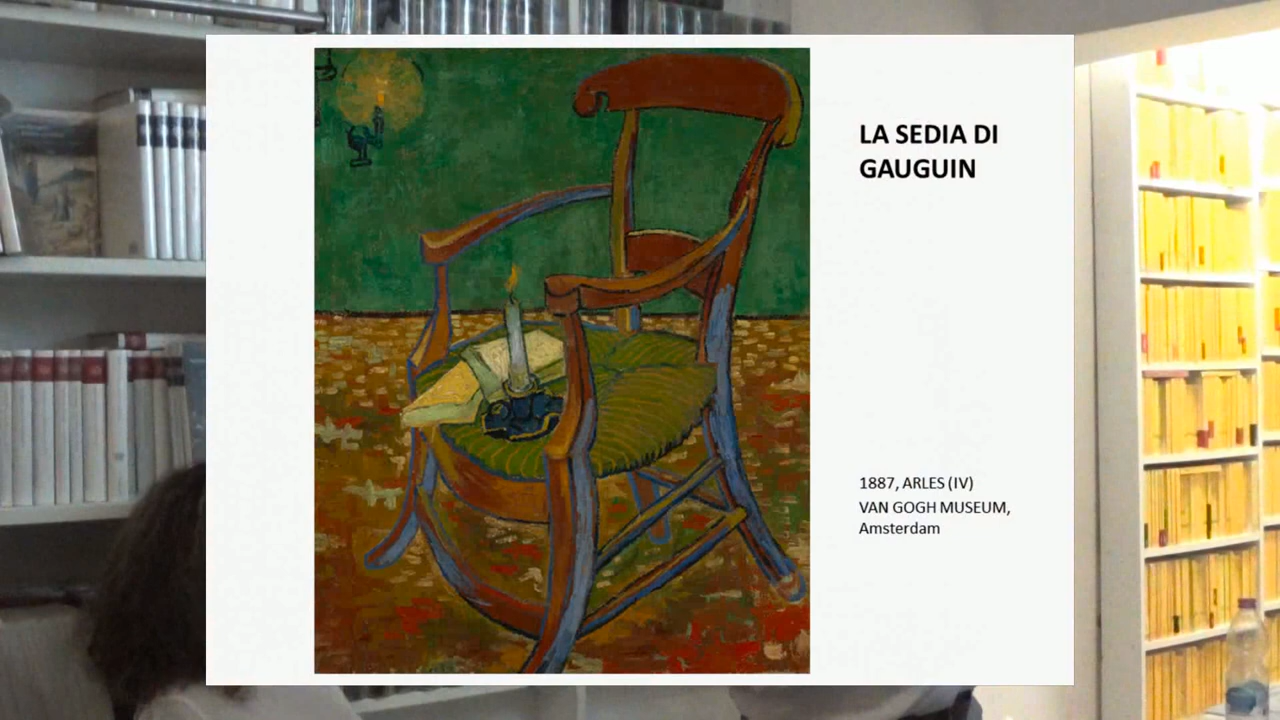 LA SEDIA DI
GAUGUIN
1887, ARLES (IV)
VAN GOGH MUSEUM,
Amsterdam